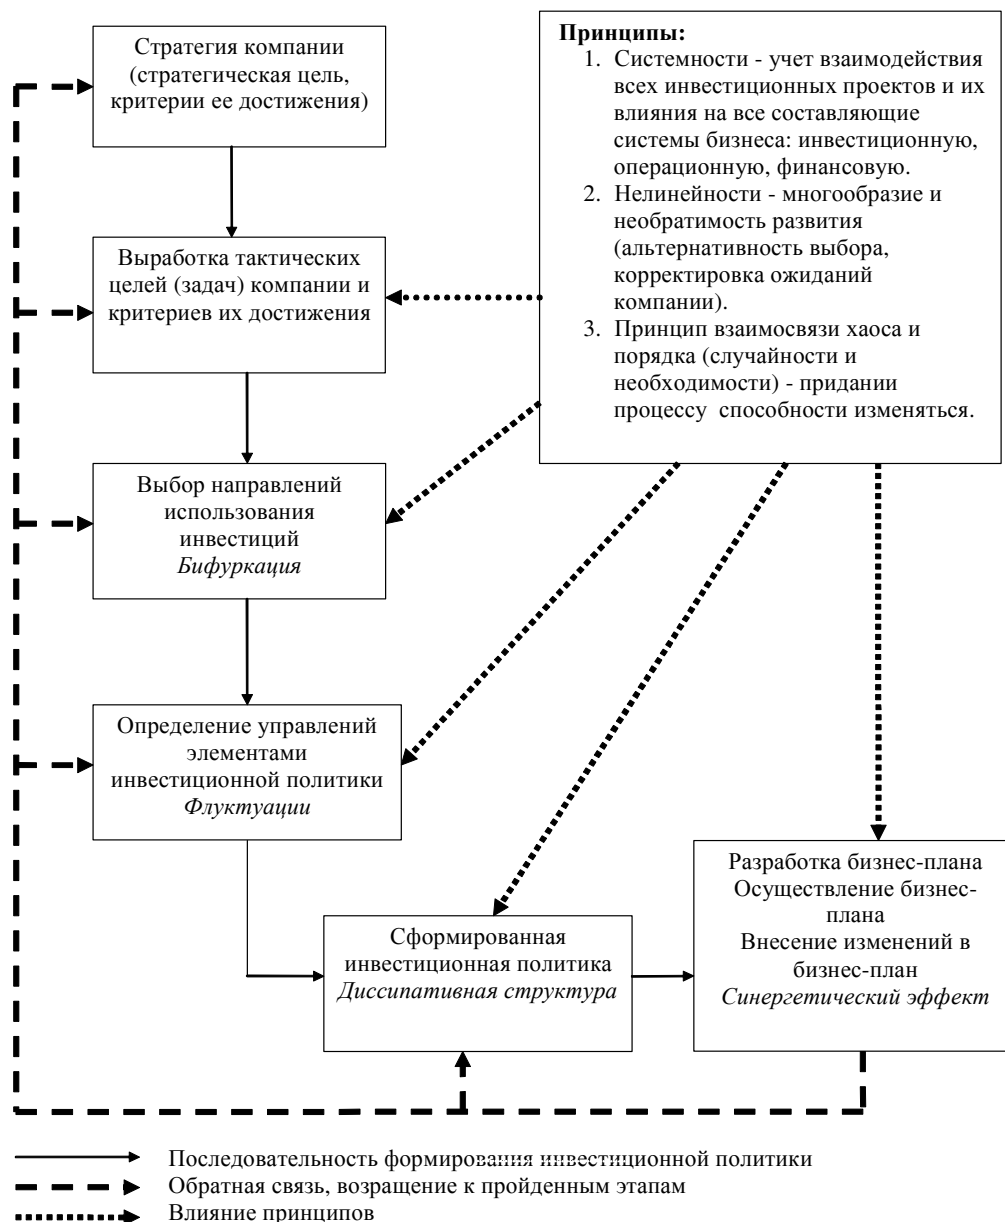 Стратегия компании
(стратегическая цель,
критерии ее достижения)
Принципы:
1. Системности - учет взаимодействия
всех инвестиционных проектов и их
влияния на все составляющие
системы бизнеса: инвестиционную,
операционную, финансовую.
2. Нелинейности - многообразие и
необратимость развития
(альтернативность выбора,
корректировка ожиданий
компании).
3. Принцип взаимосвязи хаоса и
порядка (случайности и
необходимости) - придании
процессу способности изменяться.
Выработка тактических
целей (задач) компании и
критериев их достижения
Выбор направлений
использования
инвестиций
Бифуркация
Определение управлений
элементами
инвестиционной политики
Флуктуации
Сформированная
инвестиционная политика
Диссипативная структура
Разработка бизнес-плана
Осуществление бизнес-
плана
Внесение изменений в
бизнес-план
Синергетический эффект
Последовательность формирования инвестиционной политики
Обратная связь, возращение к пройденным этапам
Влияние принципов